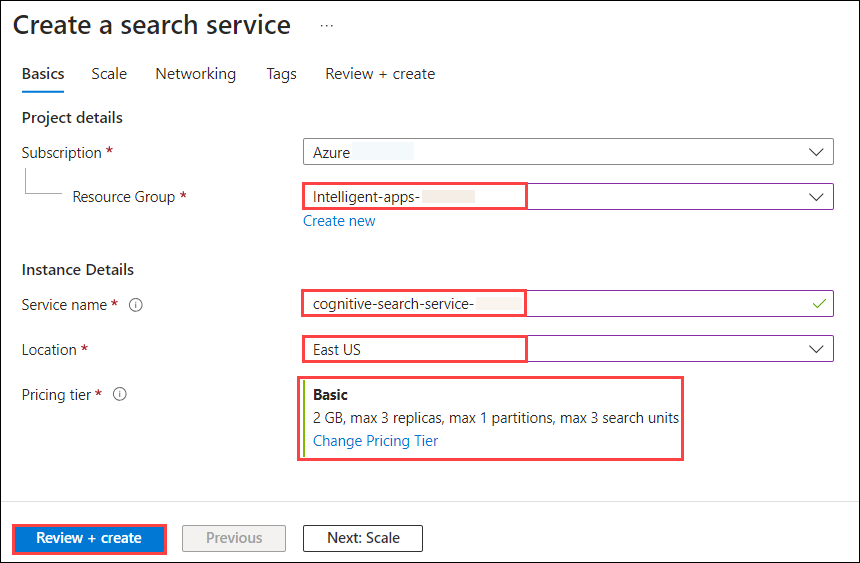 Create a search service ...
Basics Scale Networking Tags Review + create
Project details
Subscription * Azure
Resource Group * Intelligent-apps-
Create new
Instance Details
Service name * cognitive-search-service-
Location * East US
Pricing tier * Basic
2 GB, max 3 replicas, max 1 partitions, max 3 search units
Change Pricing Tier
Review + create Previous Next: Scale